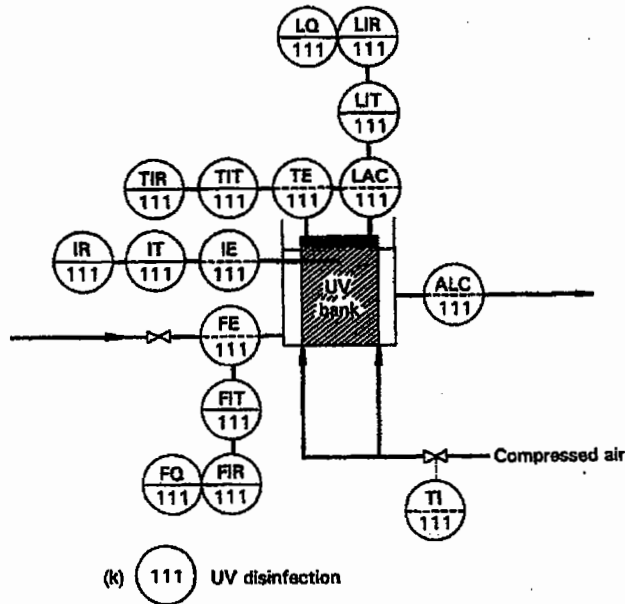 LQ LIR
111 111
LIT
111
TIR TIT TE LAC
111 111 111 111
IR IT IE
111 111 111
UV
bank
ALC
111
FE
111
FIT
111
FQ FIR
111 111
Compressed air
TI
111
(k) 111 UV disinfection